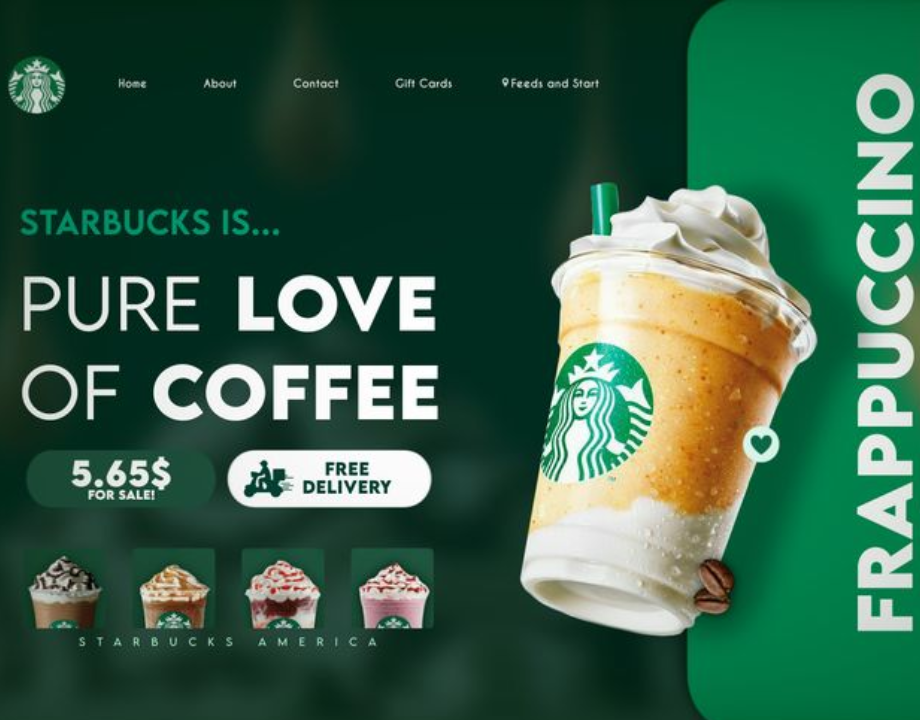 Home
About
Contact
Gift Cards
Feeds and Start
STARBUCKS IS...
PURE LOVE
OF COFFEE
5.65$
FOR SALE!
FREE
DELIVERY
STARBUCKS AMERICA
FRAPPUCCINO